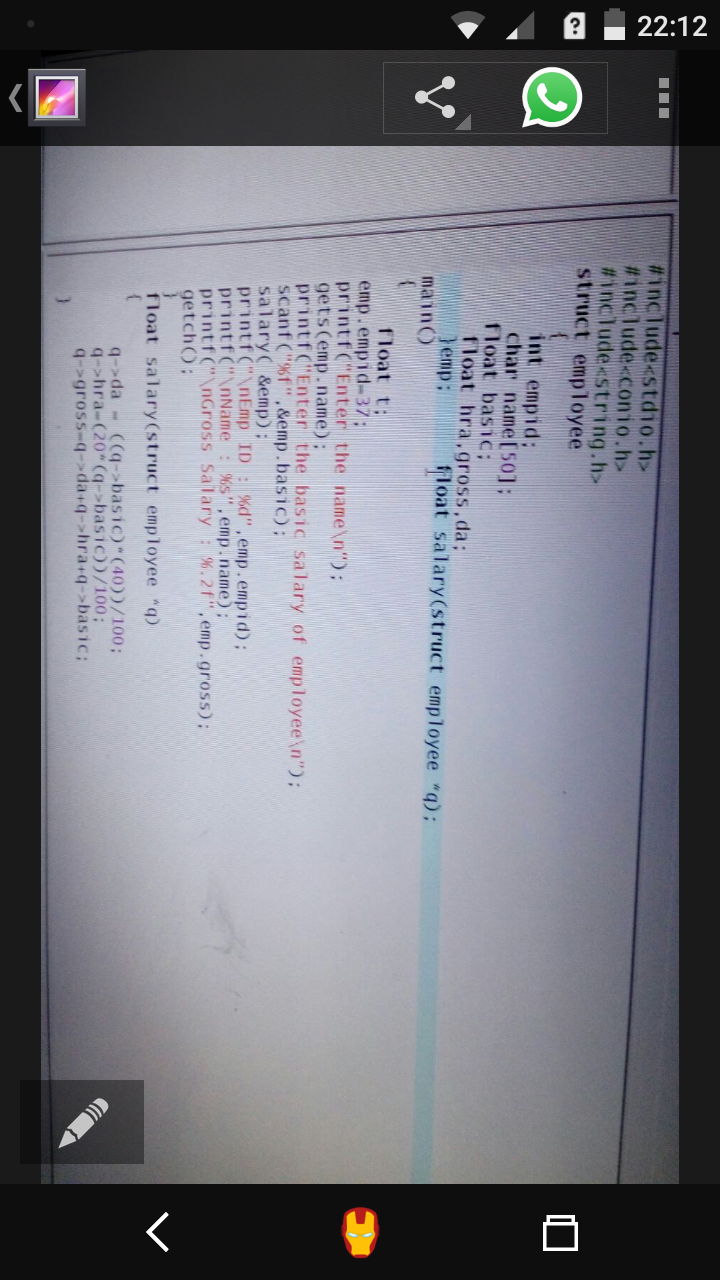 22:12
#include<stdio.h>
#include<conio.h>
#include<string.h>
struct employee
{
int empid;
char name[50];
float basic;
float hra,gross,da;
}emp; float salary(struct employee *q);
main()
{
float t;
emp.empid=37;
printf("Enter the name\n");
gets(emp.name);
printf("Enter the basic salary of employee\n");
scanf("%f",&emp.basic);
salary( &emp);
printf("\nEmp ID : %d",emp.empid);
printf("\nName : %s",emp.name);
printf("\nGross Salary : %.2f",emp.gross);
getch();
}
float salary(struct employee *q)
{
q->da = ((q->basic)*(40))/100;
q->hra=(20*(q->basic))/100;
q->gross=q->da+q->hra+q->basic;
}